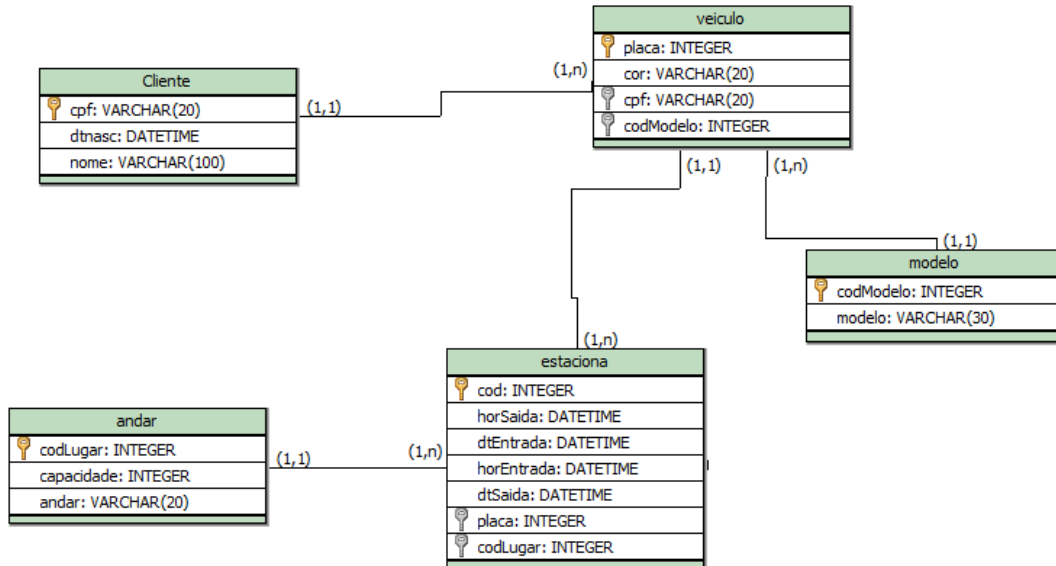 veiculo
placa: INTEGER
cor: VARCHAR(20)
cpf: VARCHAR(20)
codModelo: INTEGER
(1,n)
Cliente
cpf: VARCHAR(20)
dtnasc: DATETIME
nome: VARCHAR(100)
(1,1)
(1,1)
(1,n)
(1,1)
modelo
codModelo: INTEGER
modelo: VARCHAR(30)
(1,n)
estaciona
cod: INTEGER
horSaida: DATETIME
dtEntrada: DATETIME
horEntrada: DATETIME
dtSaida: DATETIME
placa: INTEGER
codLugar: INTEGER
andar
codLugar: INTEGER
capacidade: INTEGER
andar: VARCHAR(20)
(1,1)
(1,n)